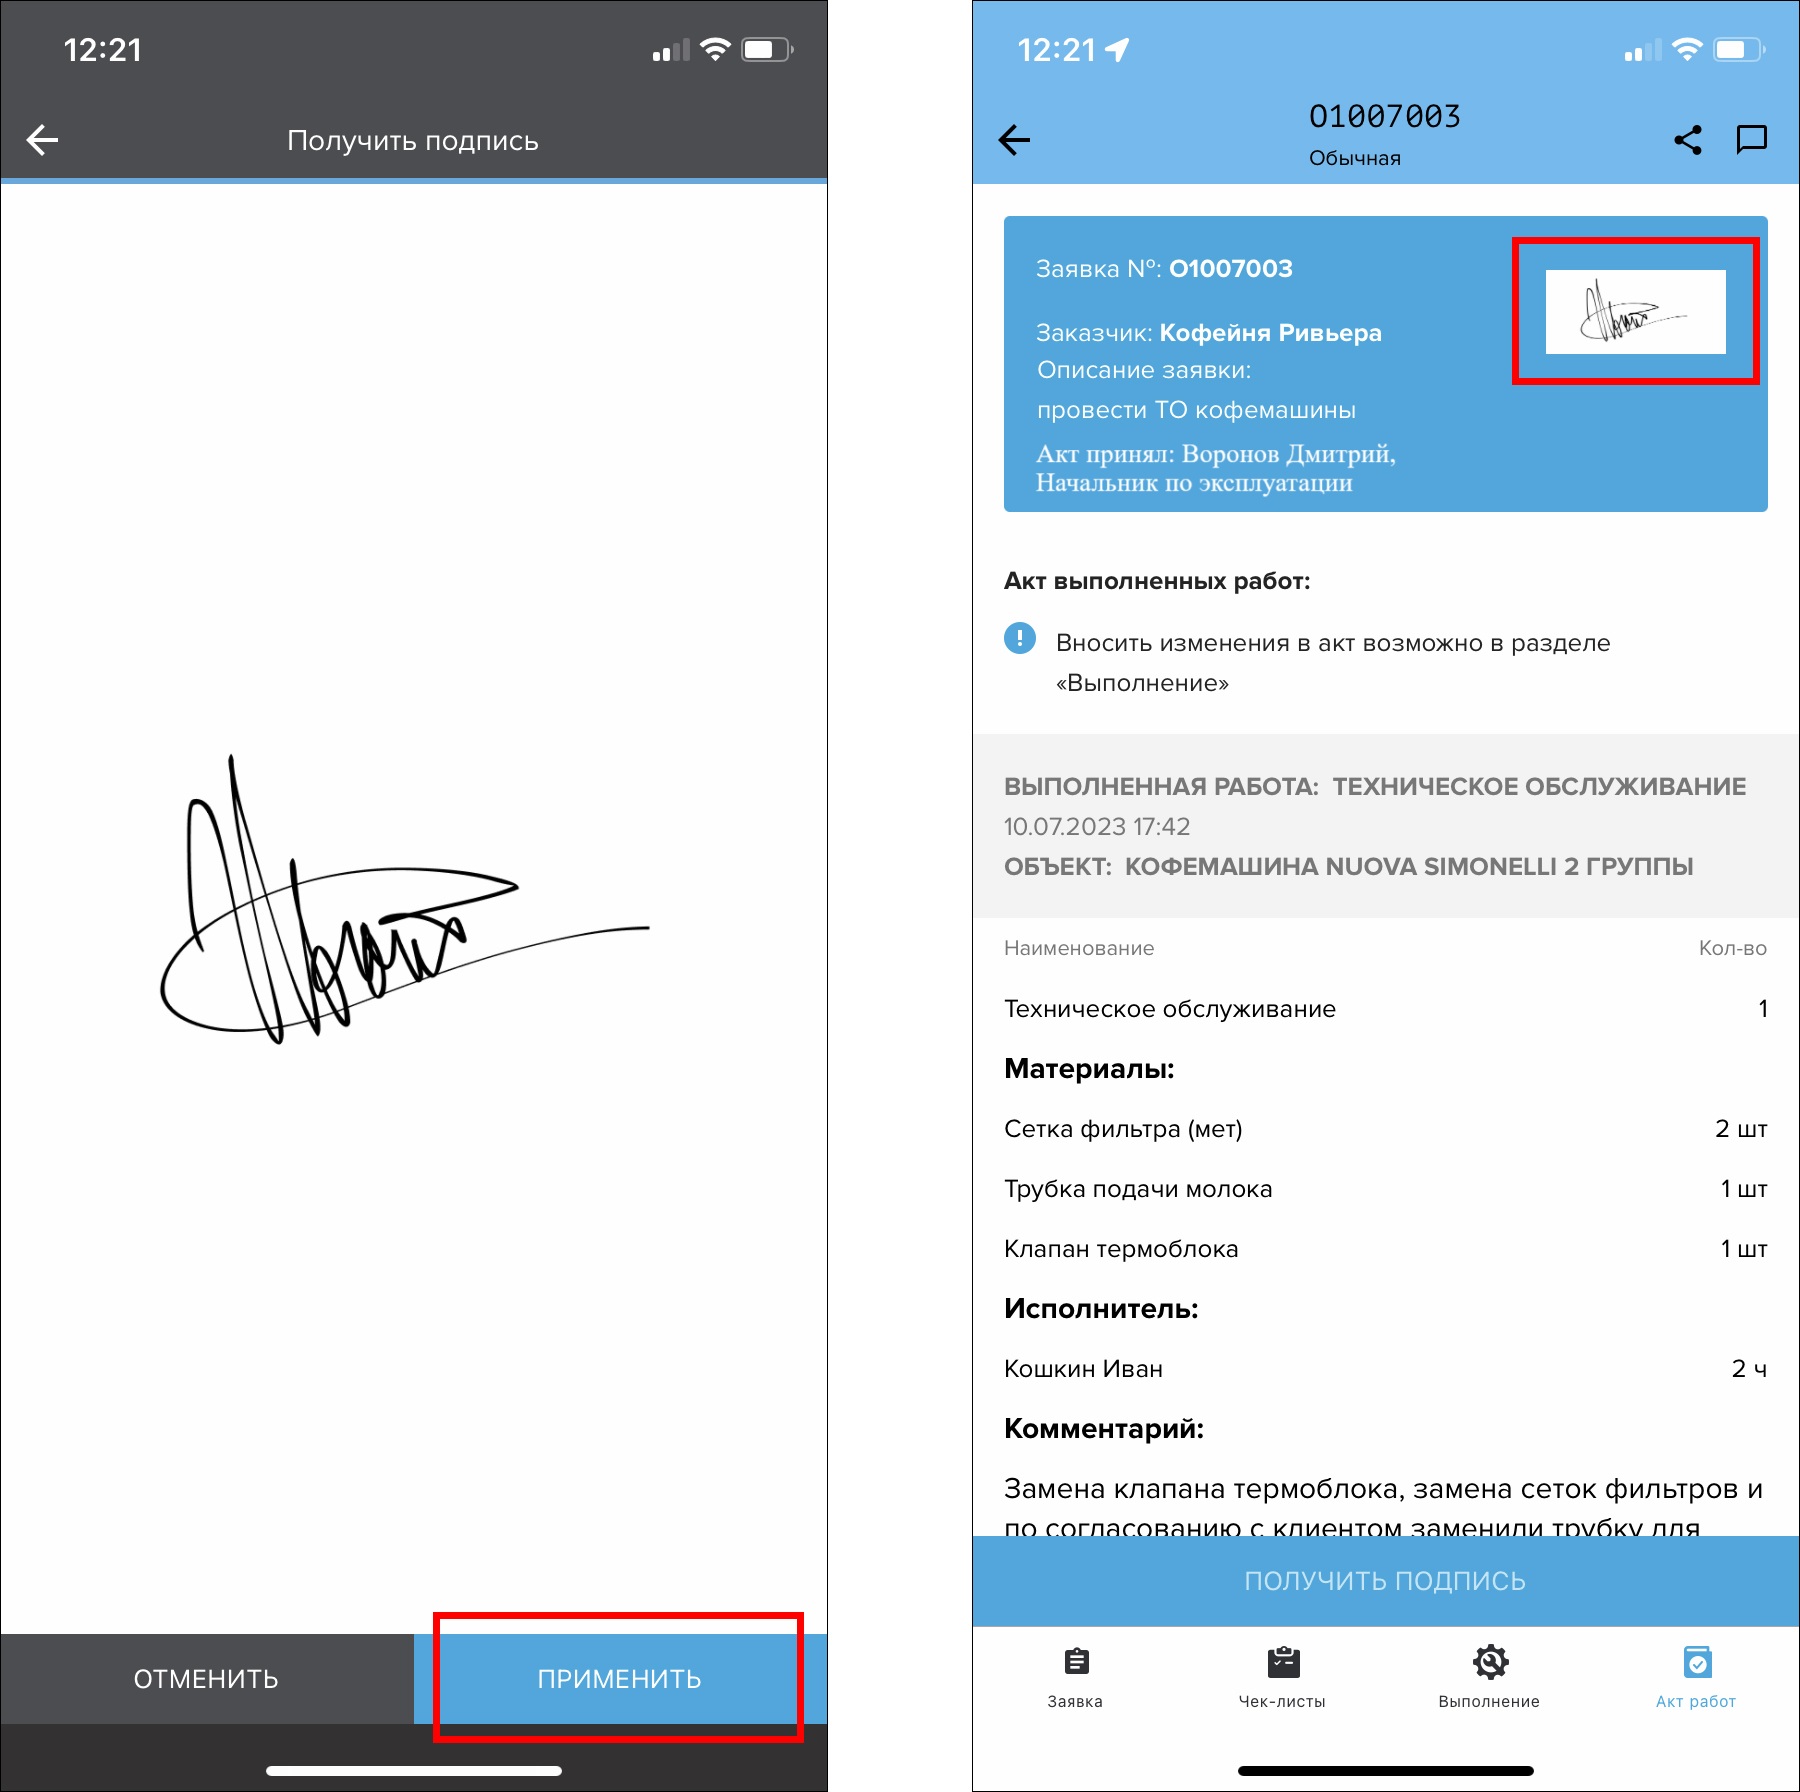 12:21
Получить подпись
ОТМЕНИТЬ
ПРИМЕНИТЬ
12:21
O1007003
Обычная
Заявка №: O1007003
Заказчик: Кофейня Ривьера
Описание заявки:
провести ТО кофемашины
Акт принял: Воронов Дмитрий,
Начальник по эксплуатации
Акт выполненных работ:
Вносить изменения в акт возможно в разделе
«Выполнение»
ВЫПОЛНЕННАЯ РАБОТА: ТЕХНИЧЕСКОЕ ОБСЛУЖИВАНИЕ
10.07.2023 17:42
ОБЪЕКТ: КОФЕМАШИНА NUOVA SIMONELLI 2 ГРУППЫ
Наименование Кол-во
Техническое обслуживание 1
Материалы:
Сетка фильтра (мет) 2 шт
Трубка подачи молока 1 шт
Клапан термоблока 1 шт
Исполнитель:
Кошкин Иван 2 ч
Комментарий:
Замена клапана термоблока, замена сеток фильтров и
по согласованию с клиентом заменили трубку для
ПОЛУЧИТЬ ПОДПИСЬ
Заявка
Чек-листы
Выполнение
Акт работ